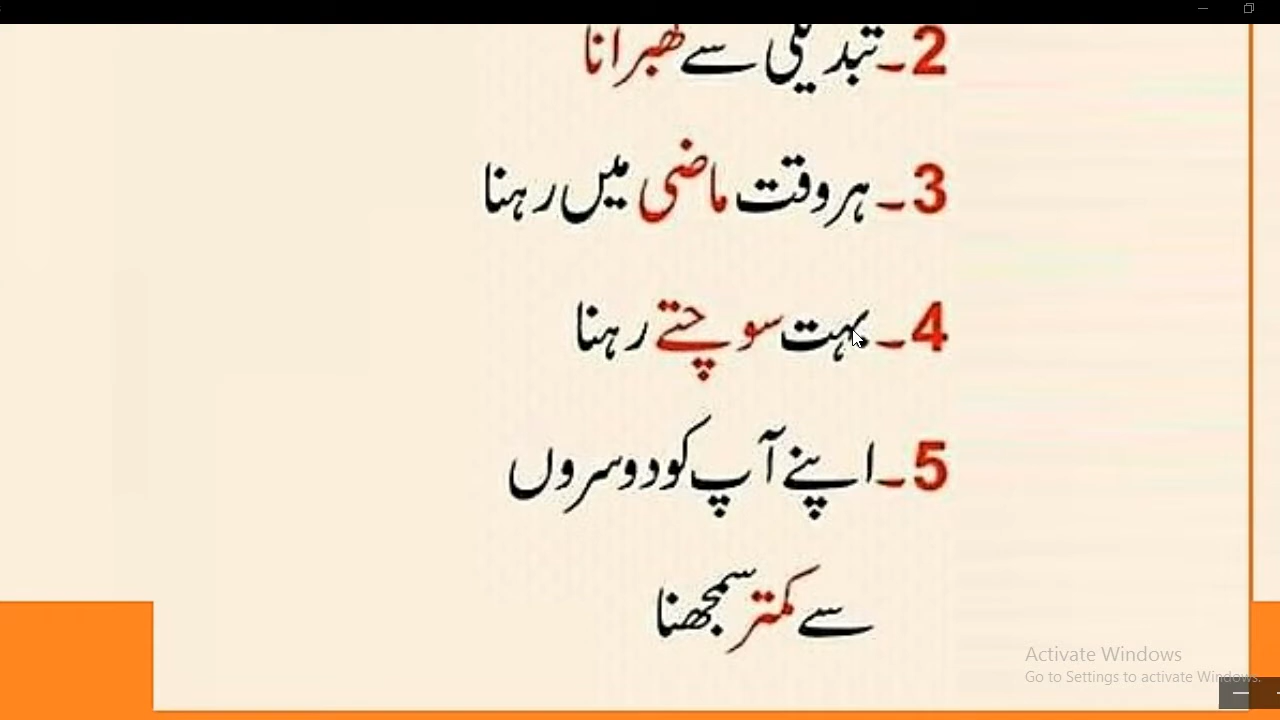 2۔تبدیلی سے گھبرانا
3۔ہر وقت ماضی میں رہنا
4۔بہت سوچتے رہنا
5۔اپنے آپ کو دوسروں
سے کمتر سمجھنا
Activate Windows
Go to Settings to activate Windows.